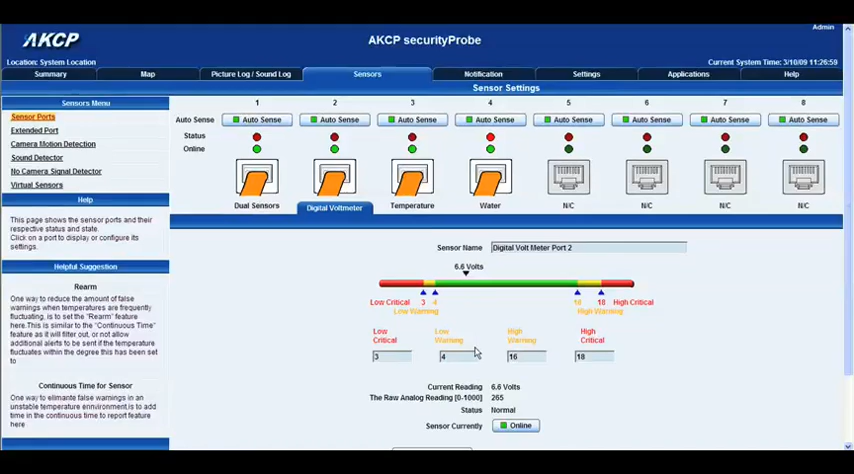 Admin
AKCP
AKCP securityProbe
Location: System Location
Current System Time: 3/10/09 11:26:59
Summary
Map
Picture Log / Sound Log
Sensors
Notification
Settings
Applications
Help
Sensors Menu
Sensor Settings
Sensor Ports
Extended Port
Camera Motion Detection
Sound Detector
No Camera Signal Detector
Virtual Sensors
1 2 3 4 5 6 7 8
Auto Sense Auto Sense Auto Sense Auto Sense Auto Sense Auto Sense Auto Sense Auto Sense Auto Sense
Status
Online
Dual Sensors
Digital Voltmeter
Temperature
Water
N/C
N/C
N/C
N/C
Help
This page shows the sensor ports and their
respective status and state.
Click on a port to display or configure its
settings.
Helpful Suggestion
Rearm
One way to reduce the amount of false
warnings when temperatures are frequently
fluctuating, is to set the "Rearm" feature
here.This is similar to the "Continuous Time"
feature as it will filter out, or not allow
additional alerts to be sent if the temperature
fluctuates within the degree this has been set
to
Continuous Time for Sensor
One way to elimante false warnings in an
unstable temperature environment,is to add
time in the continuous time to report feature
here
Sensor Name Digital Volt Meter Port 2
6.6 Volts
Low Critical 3 4 18 High Critical
Low Warning High Warning
Low
Critical
Low
Warning
High
Warning
High
Critical
3 4 16 18
Current Reading 6.6 Volts
The Raw Analog Reading [0-1000] 265
Status Normal
Sensor Currently Online